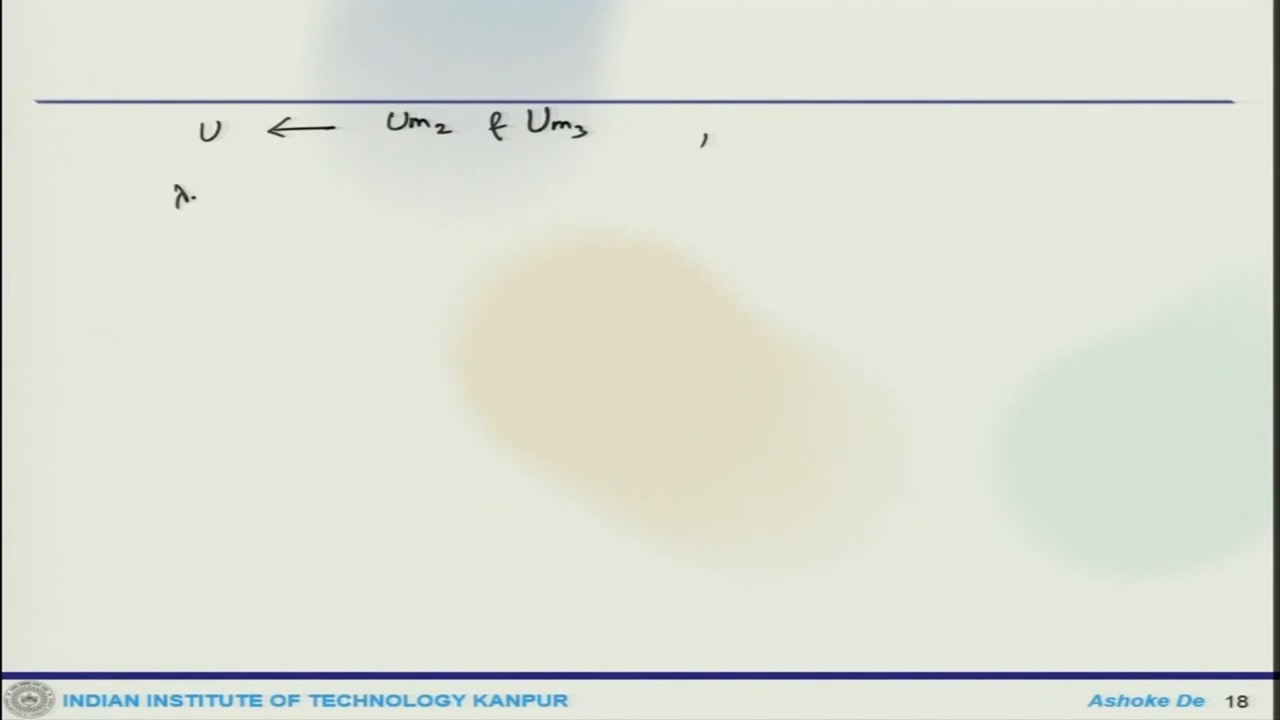 U ← Um₂ & Um₃ ,
λ.
INDIAN INSTITUTE OF TECHNOLOGY KANPUR
Ashoke De 18